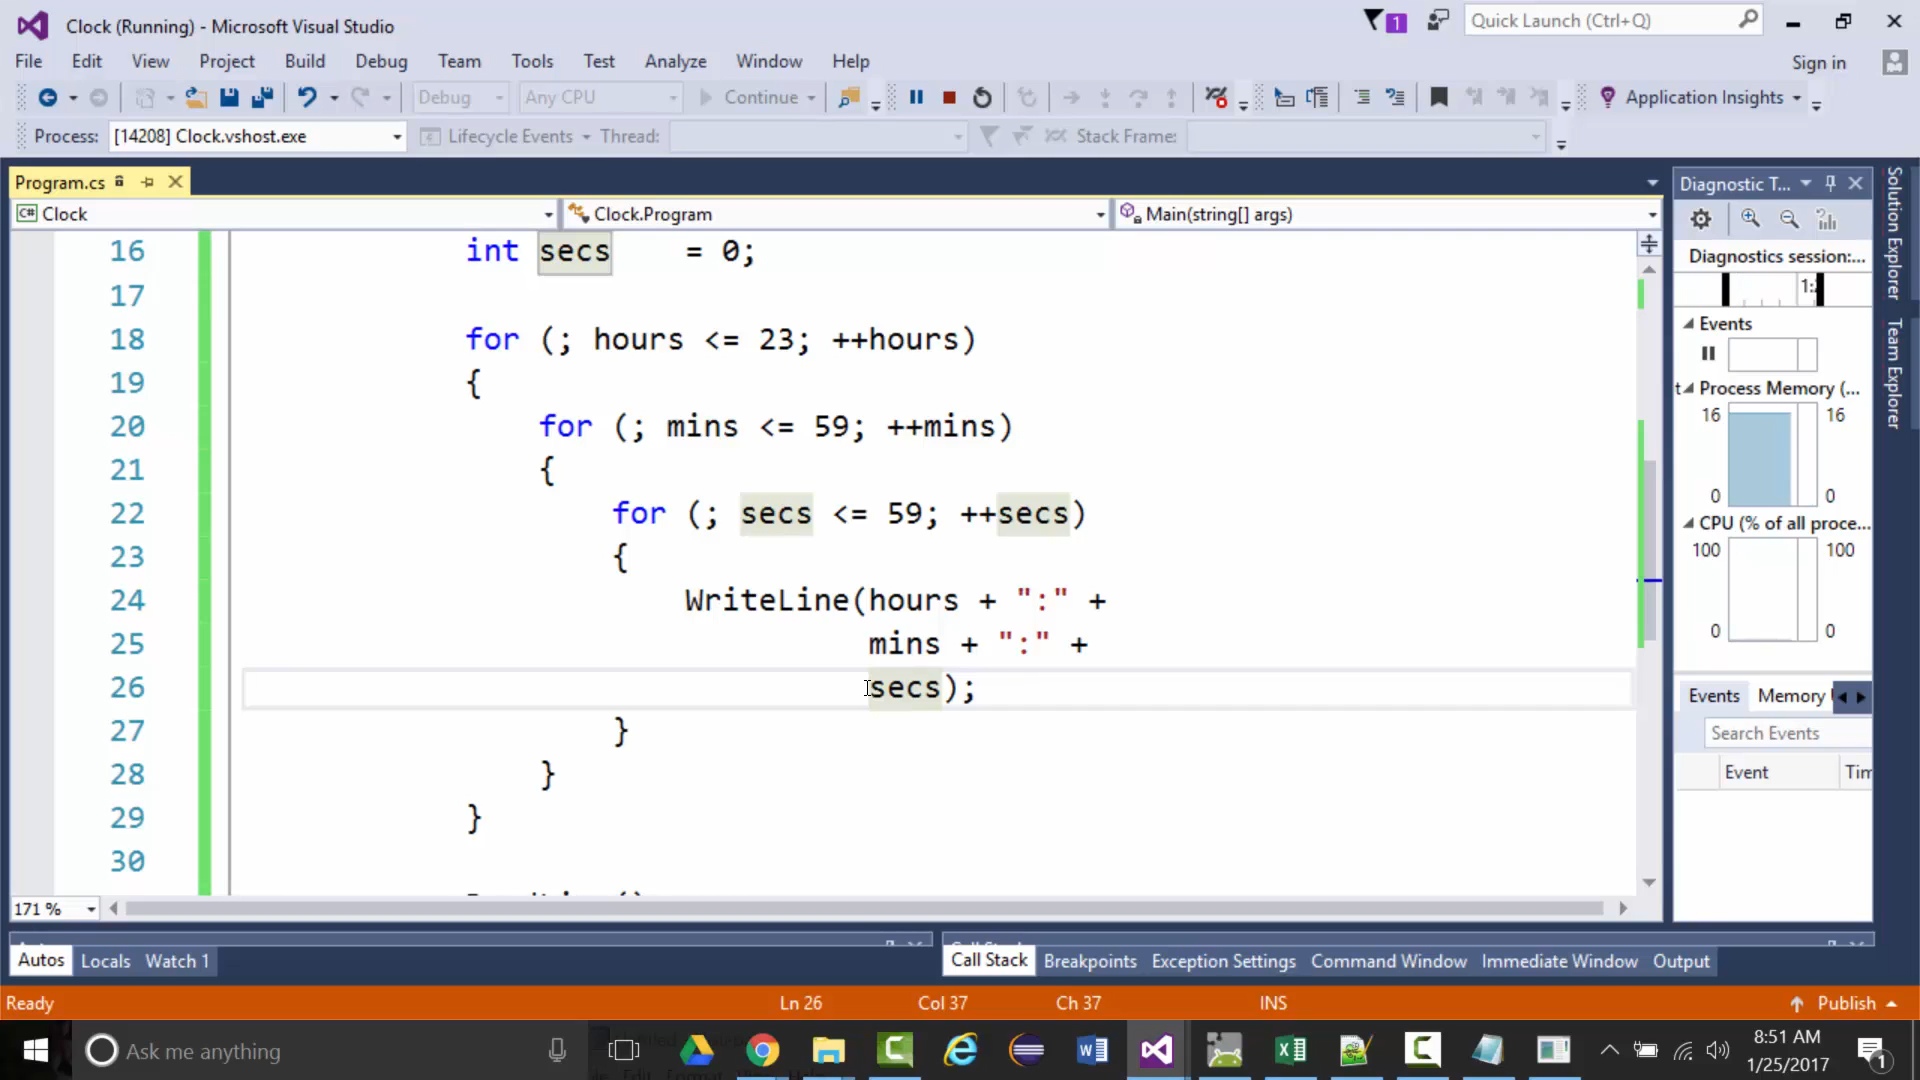 Clock (Running) - Microsoft Visual Studio
1
Quick Launch (Ctrl+Q)
File Edit View Project Build Debug Team Tools Test Analyze Window Help
Sign in
Debug Any CPU Continue Application Insights
Process: [14208] Clock.vshost.exe Lifecycle Events Thread: Stack Frame:
Program.cs
Clock Clock.Program Main(string[] args)
16 int secs = 0;
17
18 for (; hours <= 23; ++hours)
19 {
20 for (; mins <= 59; ++mins)
21 {
22 for (; secs <= 59; ++secs)
23 {
24 WriteLine(hours + ":" +
25 mins + ":" +
26 secs);
27 }
28 }
29 }
30
171 %
Diagnostic T...
Diagnostics session:...
Events
Process Memory (...
16 16
0 0
CPU (% of all proce...
100 100
0 0
Events Memory
Search Events
Event Tim
Solution Explorer
Team Explorer
Autos Locals Watch 1
Call Stack Breakpoints Exception Settings Command Window Immediate Window Output
Ready Ln 26 Col 37 Ch 37 INS Publish
Ask me anything
8:51 AM
1/25/2017
1